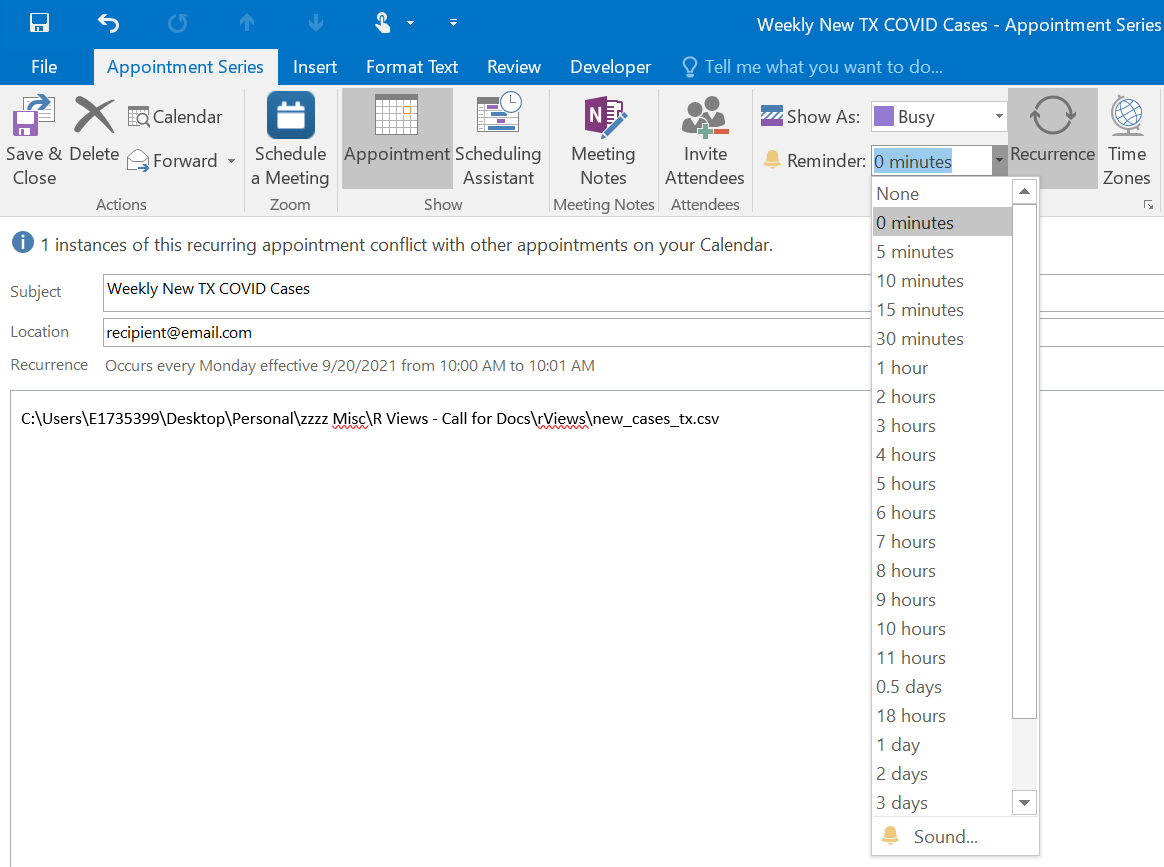 Weekly New TX COVID Cases - Appointment Series
File Appointment Series Insert Format Text Review Developer Tell me what you want to do...
Save & Close
Delete
Calendar
Forward
Actions
Schedule a Meeting
Zoom
Appointment
Scheduling Assistant
Show
Meeting Notes
Meeting Notes
Invite Attendees
Attendees
Show As: Busy
Reminder: 0 minutes
Recurrence
Time Zones
1 instances of this recurring appointment conflict with other appointments on your Calendar.
Subject Weekly New TX COVID Cases
Location recipient@email.com
Recurrence Occurs every Monday effective 9/20/2021 from 10:00 AM to 10:01 AM
C:\Users\E1735399\Desktop\Personal\zzzz Misc\R Views - Call for Docs\rViews\new_cases_tx.csv
None
0 minutes
5 minutes
10 minutes
15 minutes
30 minutes
1 hour
2 hours
3 hours
4 hours
5 hours
6 hours
7 hours
8 hours
9 hours
10 hours
11 hours
0.5 days
18 hours
1 day
2 days
3 days
Sound...